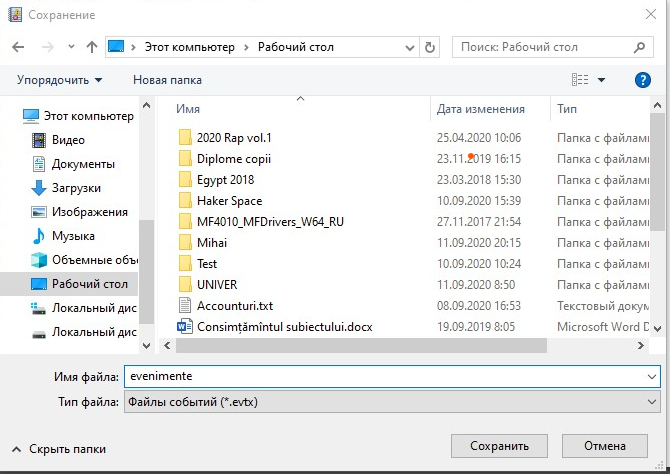 Сохранение
Этот компьютер > Рабочий стол
Поиск: Рабочий стол
Упорядочить
Новая папка
?
Имя
Дата изменения
Тип
Этот компьютер
Видео
Документы
Загрузки
Изображения
Музыка
Объемные объ
Рабочий стол
Локальный дис
Локальный дис
2020 Rap vol.1 25.04.2020 10:06 Папка с файлами
Diplome copii 23.11.2019 16:15 Папка с файлами
Egypt 2018 23.03.2018 15:30 Папка с файлами
Haker Space 10.09.2020 15:39 Папка с файлами
MF4010_MFDrivers_W64_RU 27.11.2017 21:54 Папка с файлами
Mihai 11.09.2020 20:15 Папка с файлами
Test 10.09.2020 10:24 Папка с файлами
UNIVER 11.09.2020 8:50 Папка с файлами
Accounturi.txt 08.09.2020 16:53 Текстовый докум
Consimțămîntul subiectului.docx 19.09.2019 8:05 Microsoft Word D
Имя файла: evenimente
Тип файла: Файлы событий (*.evtx)
Скрыть папки
Сохранить
Отмена